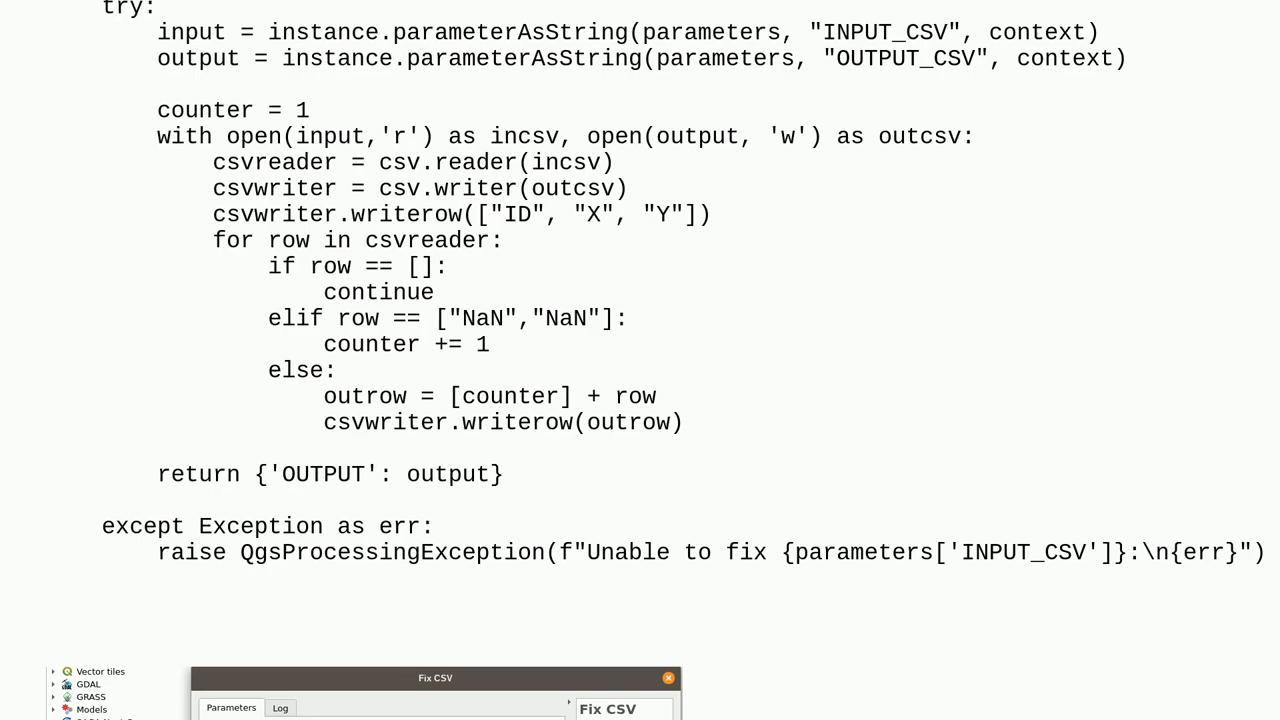 try:
input = instance.parameterAsString(parameters, "INPUT_CSV", context)
output = instance.parameterAsString(parameters, "OUTPUT_CSV", context)
counter = 1
with open(input,'r') as incsv, open(output, 'w') as outcsv:
csvreader = csv.reader(incsv)
csvwriter = csv.writer(outcsv)
csvwriter.writerow(["ID", "X", "Y"])
for row in csvreader:
if row == []:
continue
elif row == ["NaN","NaN"]:
counter += 1
else:
outrow = [counter] + row
csvwriter.writerow(outrow)
return {'OUTPUT': output}
except Exception as err:
raise QgsProcessingException(f"Unable to fix {parameters['INPUT_CSV']}:\n{err}")
Vector tiles
GDAL
GRASS
Models
Fix CSV
Parameters
Log
Fix CSV